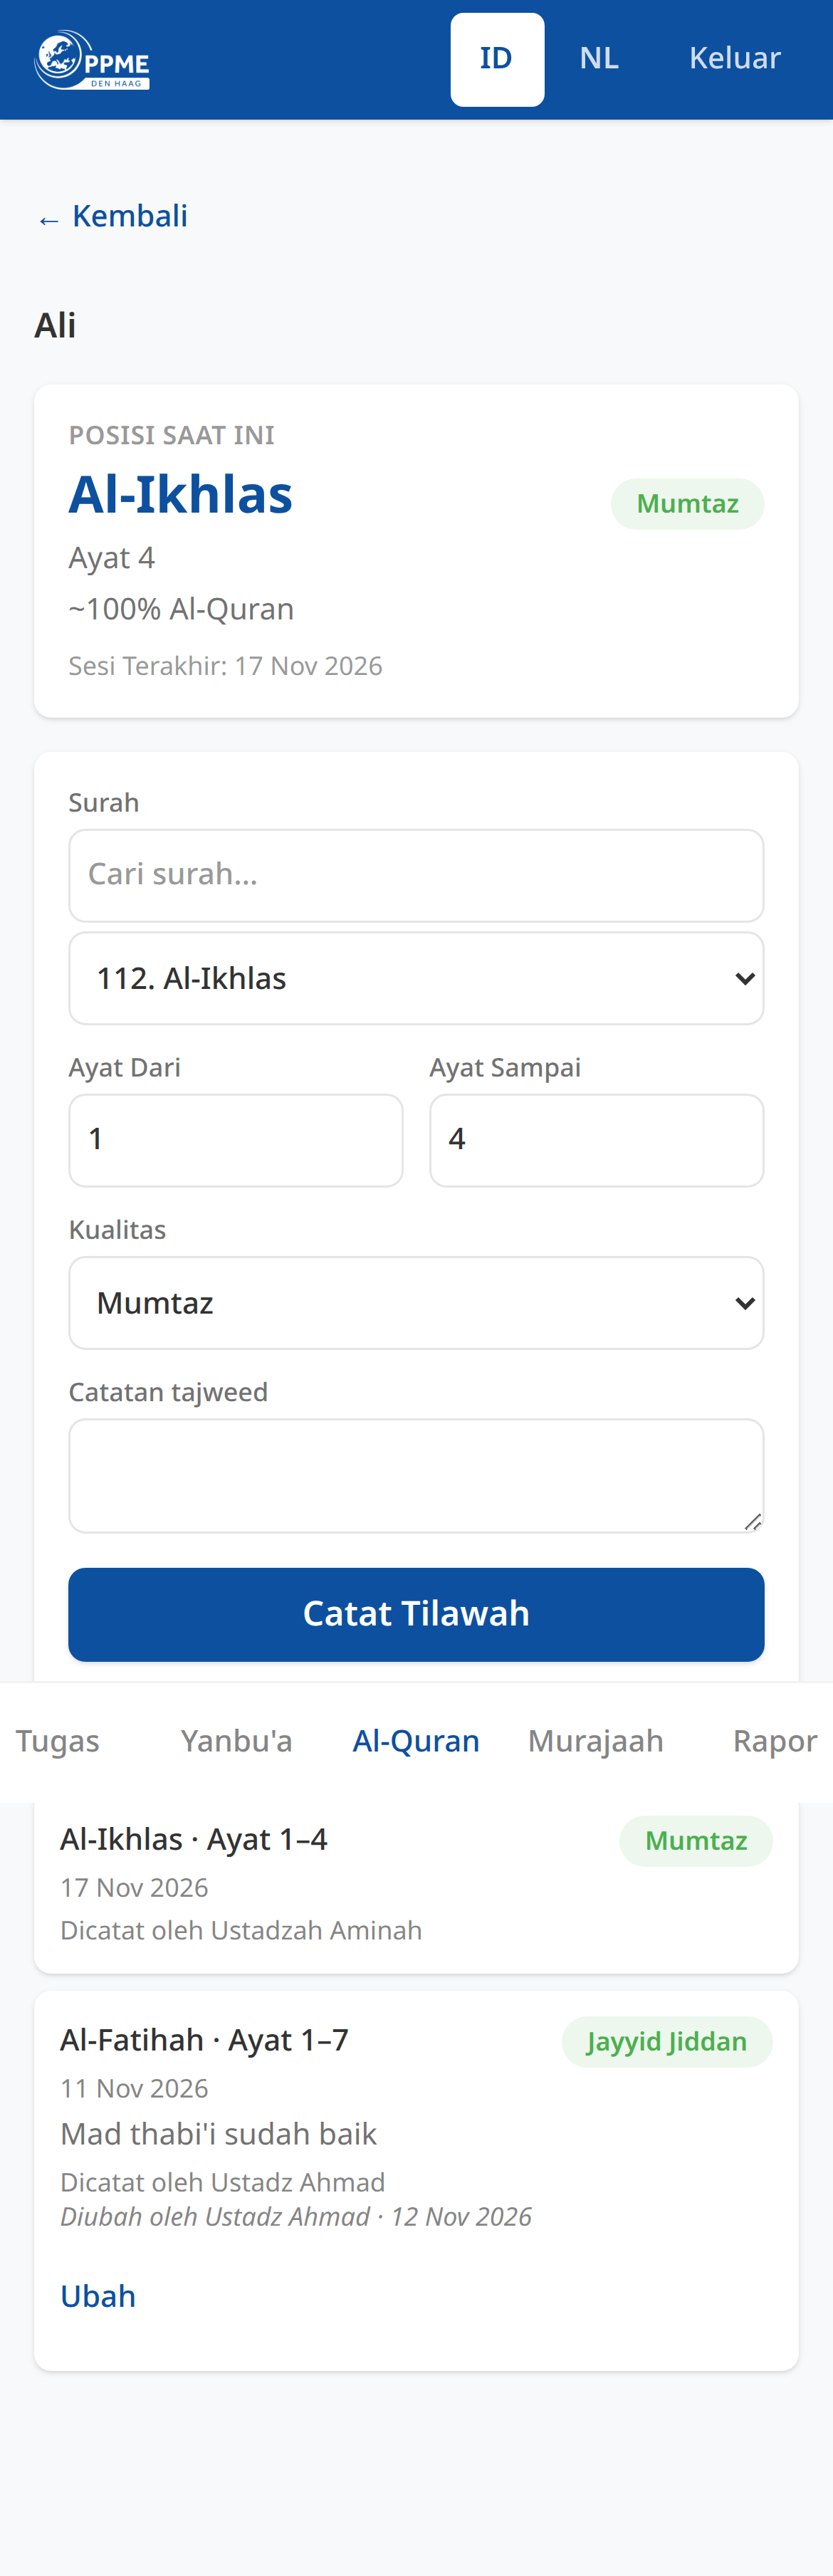 PPME
DEN HAAG
ID
NL
Keluar
← Kembali
Ali
POSISI SAAT INI
Al-Ikhlas
Mumtaz
Ayat 4
~100% Al-Quran
Sesi Terakhir: 17 Nov 2026
Surah
Cari surah...
112. Al-Ikhlas
Ayat Dari
Ayat Sampai
1
4
Kualitas
Mumtaz
Catatan tajweed
Catat Tilawah
Tugas
Yanbu'a
Al-Quran
Murajaah
Rapor
Al-Ikhlas · Ayat 1–4
Mumtaz
17 Nov 2026
Dicatat oleh Ustadzah Aminah
Al-Fatihah · Ayat 1–7
Jayyid Jiddan
11 Nov 2026
Mad thabi'i sudah baik
Dicatat oleh Ustadz Ahmad
Diubah oleh Ustadz Ahmad · 12 Nov 2026
Ubah